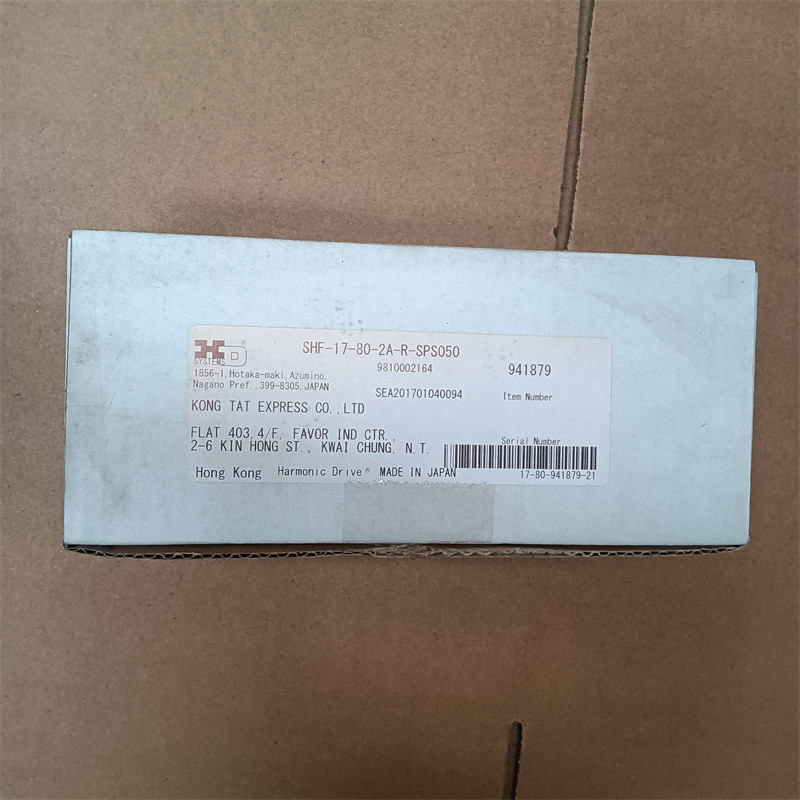 HD
SYSTEMS
SHF-17-80-2A-R-SPS050
1856-1, Hotaka-maki, Azumino,
Nagano Pref., 399-8305, JAPAN
9810002164
941879
SEA201701040094
Item Number
KONG TAT EXPRESS CO., LTD
FLAT 403, 4/F, FAVOR IND CTR.,
2-6 KIN HONG ST., KWAI CHUNG, N.T.
Serial Number
Hong Kong
Harmonic Drive® MADE IN JAPAN
17-80-941879-21